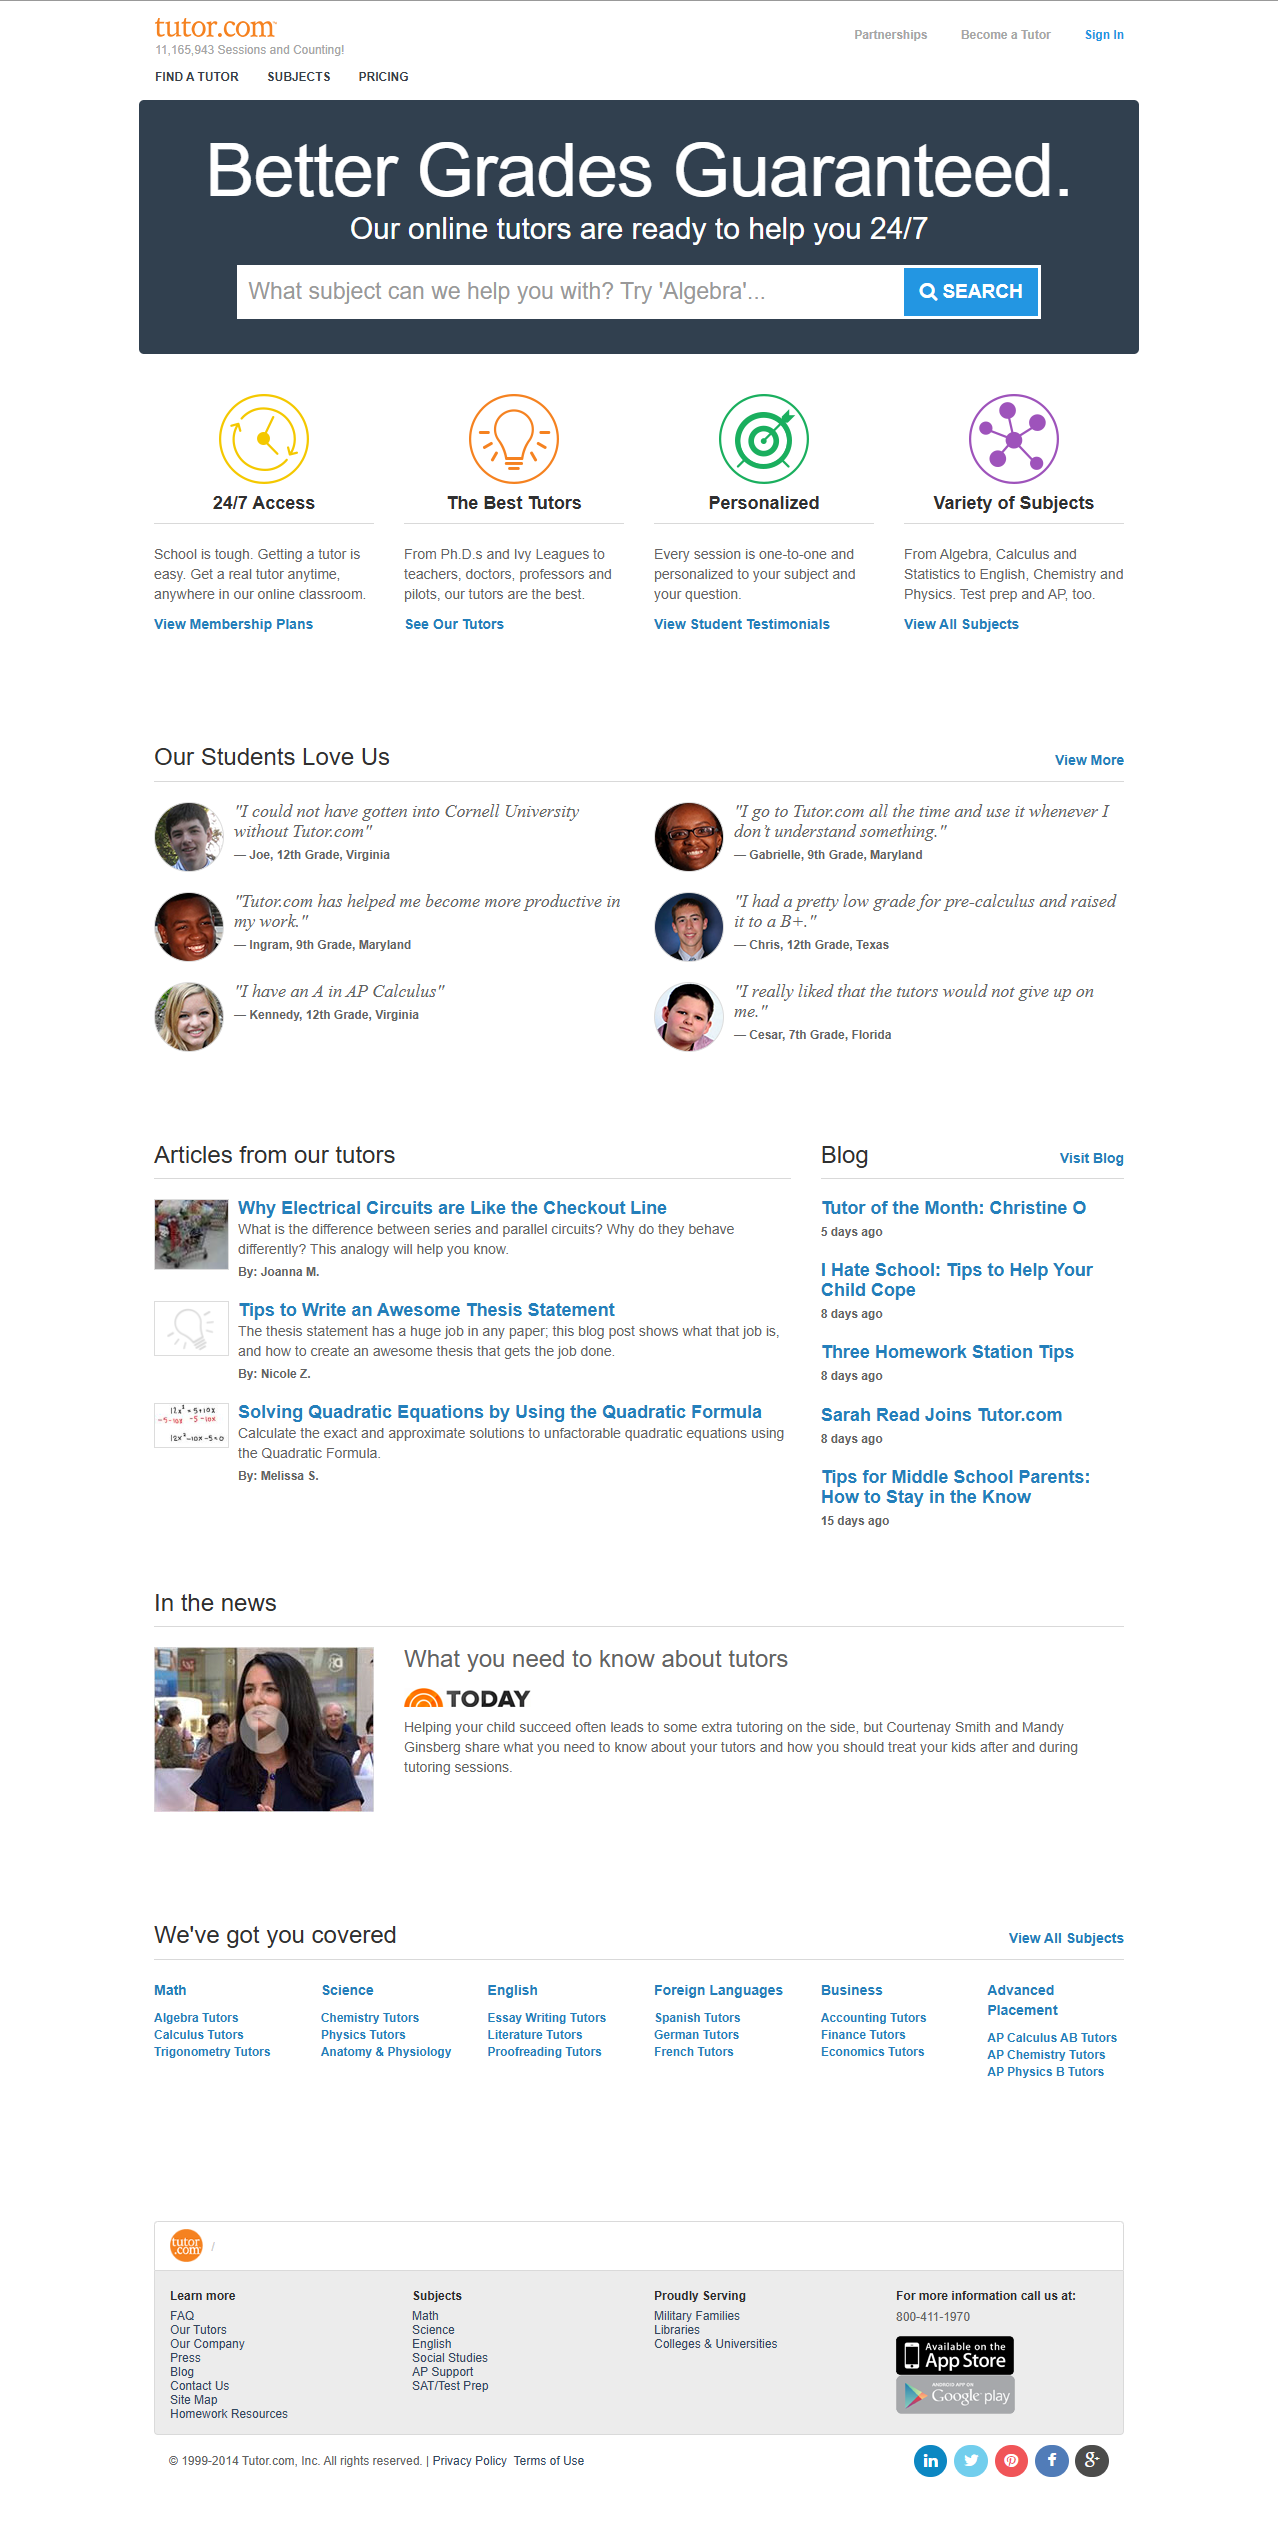 tutor.com
11,165,943 Sessions and Counting!
Partnerships
Become a Tutor
Sign In
FIND A TUTOR
SUBJECTS
PRICING
Better Grades Guaranteed.
Our online tutors are ready to help you 24/7
What subject can we help you with? Try 'Algebra'...
SEARCH
24/7 Access
School is tough. Getting a tutor is
easy. Get a real tutor anytime,
anywhere in our online classroom.
View Membership Plans
The Best Tutors
From Ph.D.s and Ivy Leagues to
teachers, doctors, professors and
pilots, our tutors are the best.
See Our Tutors
Personalized
Every session is one-to-one and
personalized to your subject and
your question.
View Student Testimonials
Variety of Subjects
From Algebra, Calculus and
Statistics to English, Chemistry and
Physics. Test prep and AP, too.
View All Subjects
Our Students Love Us
View More
"I could not have gotten into Cornell University
without Tutor.com"
— Joe, 12th Grade, Virginia
"I go to Tutor.com all the time and use it whenever I
don't understand something."
— Gabrielle, 9th Grade, Maryland
"Tutor.com has helped me become more productive in
my work."
— Ingram, 9th Grade, Maryland
"I had a pretty low grade for pre-calculus and raised
it to a B+."
— Chris, 12th Grade, Texas
"I have an A in AP Calculus"
— Kennedy, 12th Grade, Virginia
"I really liked that the tutors would not give up on
me."
— Cesar, 7th Grade, Florida
Articles from our tutors
Why Electrical Circuits are Like the Checkout Line
What is the difference between series and parallel circuits? Why do they behave
differently? This analogy will help you know.
By: Joanna M.
Tips to Write an Awesome Thesis Statement
The thesis statement has a huge job in any paper; this blog post shows what that job is,
and how to create an awesome thesis that gets the job done.
By: Nicole Z.
12x² = 5+10x
-5-10x -5-10x
12x²-10x-5=0
Solving Quadratic Equations by Using the Quadratic Formula
Calculate the exact and approximate solutions to unfactorable quadratic equations using
the Quadratic Formula.
By: Melissa S.
Blog
Visit Blog
Tutor of the Month: Christine O
5 days ago
I Hate School: Tips to Help Your
Child Cope
8 days ago
Three Homework Station Tips
8 days ago
Sarah Read Joins Tutor.com
8 days ago
Tips for Middle School Parents:
How to Stay in the Know
15 days ago
In the news
What you need to know about tutors
TODAY
Helping your child succeed often leads to some extra tutoring on the side, but Courtenay Smith and Mandy
Ginsberg share what you need to know about your tutors and how you should treat your kids after and during
tutoring sessions.
We've got you covered
View All Subjects
Math
Algebra Tutors
Calculus Tutors
Trigonometry Tutors
Science
Chemistry Tutors
Physics Tutors
Anatomy & Physiology
English
Essay Writing Tutors
Literature Tutors
Proofreading Tutors
Foreign Languages
Spanish Tutors
German Tutors
French Tutors
Business
Accounting Tutors
Finance Tutors
Economics Tutors
Advanced
Placement
AP Calculus AB Tutors
AP Chemistry Tutors
AP Physics B Tutors
tutor
.com
/
Learn more
FAQ
Our Tutors
Our Company
Press
Blog
Contact Us
Site Map
Homework Resources
Subjects
Math
Science
English
Social Studies
AP Support
SAT/Test Prep
Proudly Serving
Military Families
Libraries
Colleges & Universities
For more information call us at:
800-411-1970
Available on the
App Store
ANDROID APP ON
Google play
© 1999-2014 Tutor.com, Inc. All rights reserved. | Privacy Policy Terms of Use
in
f
g+